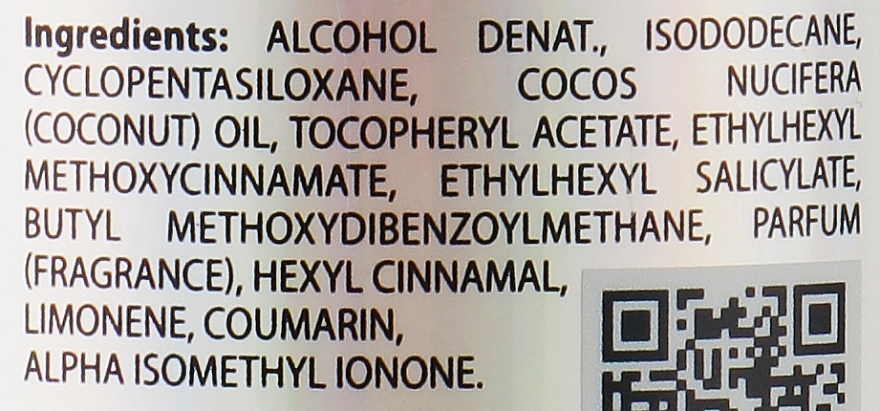 Ingredients: ALCOHOL DENAT., ISODODECANE,
CYCLOPENTASILOXANE, COCOS NUCIFERA
(COCONUT) OIL, TOCOPHERYL ACETATE, ETHYLHEXYL
METHOXYCINNAMATE, ETHYLHEXYL SALICYLATE,
BUTYL METHOXYDIBENZOYLMETHANE, PARFUM
(FRAGRANCE), HEXYL CINNAMAL,
LIMONENE, COUMARIN,
ALPHA ISOMETHYL IONONE.